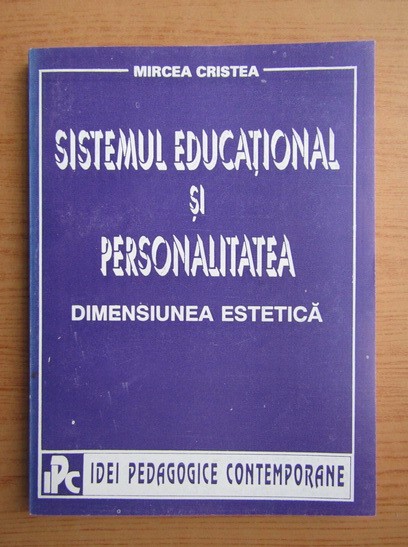 MIRCEA CRISTEA
SISTEMUL EDUCAȚIONAL
ȘI
PERSONALITATEA
DIMENSIUNEA ESTETICĂ
iPC IDEI PEDAGOGICE CONTEMPORANE